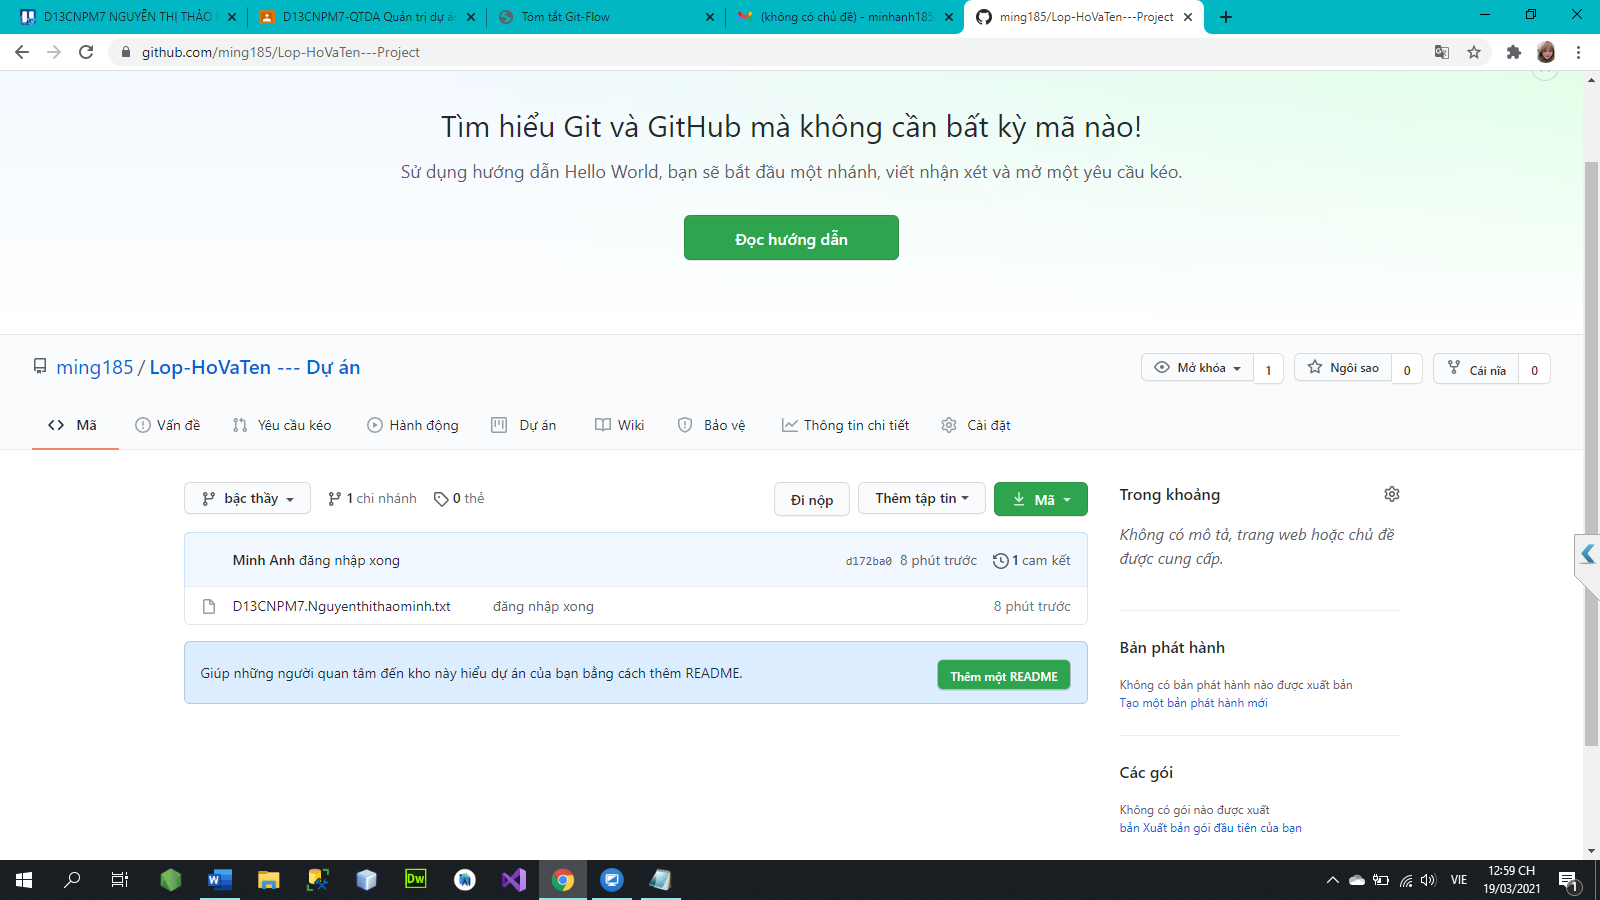 D13CNPM7 NGUYỄN THỊ THẢO
D13CNPM7-QTDA Quản trị dự án
Tóm tắt Git-Flow
(không có chủ đề) - minhanh185
ming185/Lop-HoVaTen---Project
github.com/ming185/Lop-HoVaTen---Project
Tìm hiểu Git và GitHub mà không cần bất kỳ mã nào!
Sử dụng hướng dẫn Hello World, bạn sẽ bắt đầu một nhánh, viết nhận xét và mở một yêu cầu kéo.
Đọc hướng dẫn
ming185 / Lop-HoVaTen --- Dự án
Mở khóa 1
Ngôi sao 0
Cái nĩa 0
Mã
Vấn đề
Yêu cầu kéo
Hành động
Dự án
Wiki
Bảo vệ
Thông tin chi tiết
Cài đặt
bậc thầy
1 chi nhánh
0 thẻ
Đi nộp
Thêm tập tin
Mã
Minh Anh đăng nhập xong
d172ba0 8 phút trước
1 cam kết
D13CNPM7.Nguyenthithaominh.txt
đăng nhập xong
8 phút trước
Giúp những người quan tâm đến kho này hiểu dự án của bạn bằng cách thêm README.
Thêm một README
Trong khoảng
Không có mô tả, trang web hoặc chủ đề
được cung cấp.
Bản phát hành
Không có bản phát hành nào được xuất bản
Tạo một bản phát hành mới
Các gói
Không có gói nào được xuất
bản Xuất bản gói đầu tiên của bạn
Dw
VIE
12:59 CH
19/03/2021
1